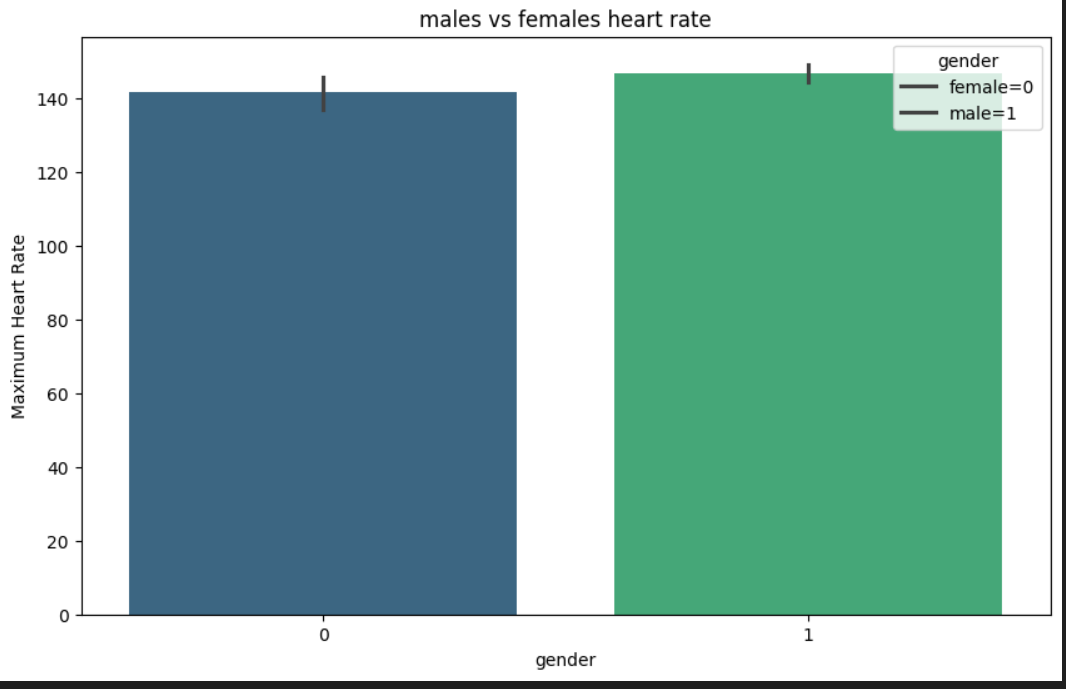 males vs females heart rate
gender
female=0
male=1
Maximum Heart Rate
140
120
100
80
60
40
20
0
0 1
gender